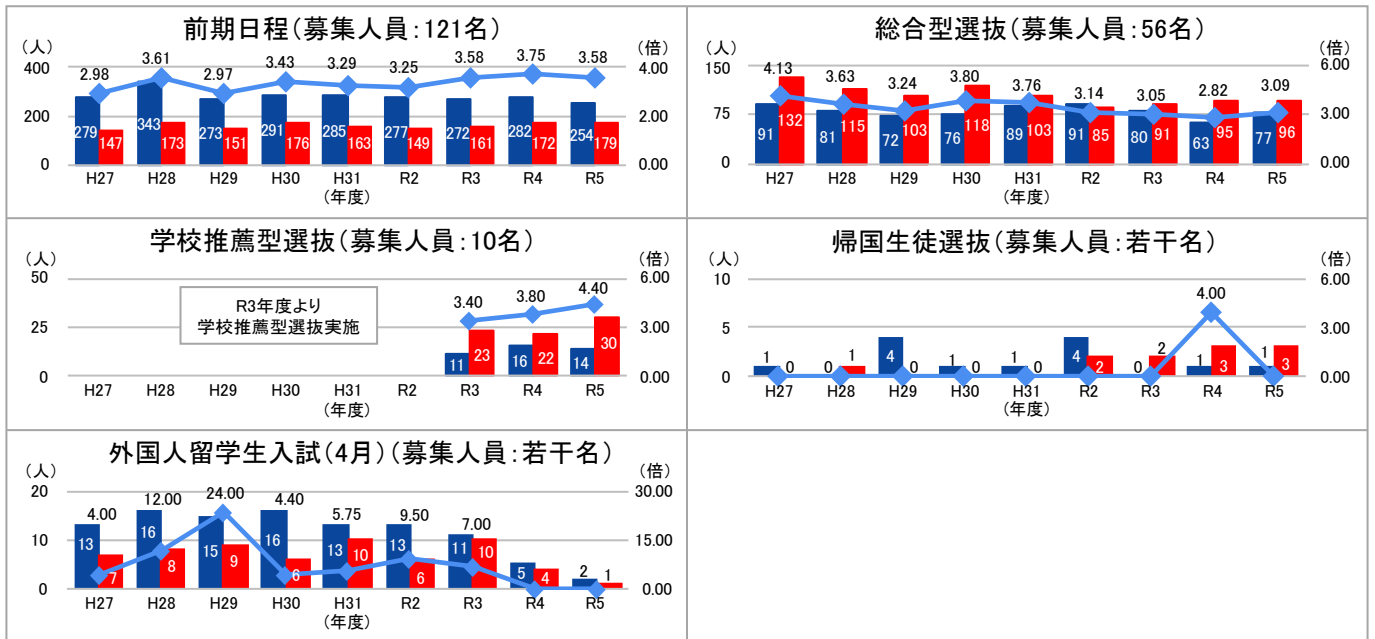 前期日程(募集人員:121名)
(人) (倍)
400 4.00
200 2.00
0 0.00
2.98 3.61 2.97 3.43 3.29 3.25 3.58 3.75 3.58
279 147 343 173 273 151 291 176 285 163 277 149 272 161 282 172 254 179
H27 H28 H29 H30 H31 R2 R3 R4 R5
(年度)
総合型選抜(募集人員:56名)
(人) (倍)
150 6.00
75 3.00
0 0.00
4.13 3.63 3.24 3.80 3.76 3.14 3.05 2.82 3.09
91 132 81 115 72 103 76 118 89 103 91 85 80 91 63 95 77 96
H27 H28 H29 H30 H31 R2 R3 R4 R5
(年度)
学校推薦型選抜(募集人員:10名)
(人) (倍)
50 6.00
25 3.00
0 0.00
R3年度より
学校推薦型選抜実施
3.40 3.80 4.40
11 23 16 22 14 30
H27 H28 H29 H30 H31 R2 R3 R4 R5
(年度)
帰国生徒選抜(募集人員:若干名)
(人) (倍)
10 6.00
5 3.00
0 0.00
4.00
1 0 0 1 4 0 1 0 1 0 4 2 0 2 1 3 1 3
H27 H28 H29 H30 H31 R2 R3 R4 R5
(年度)
外国人留学生入試(4月)(募集人員:若干名)
(人) (倍)
20 30.00
10 15.00
0 0.00
4.00 12.00 24.00 4.40 5.75 9.50 7.00
13 7 16 8 15 9 16 6 13 10 13 6 11 10 5 4 2 1
H27 H28 H29 H30 H31 R2 R3 R4 R5
(年度)